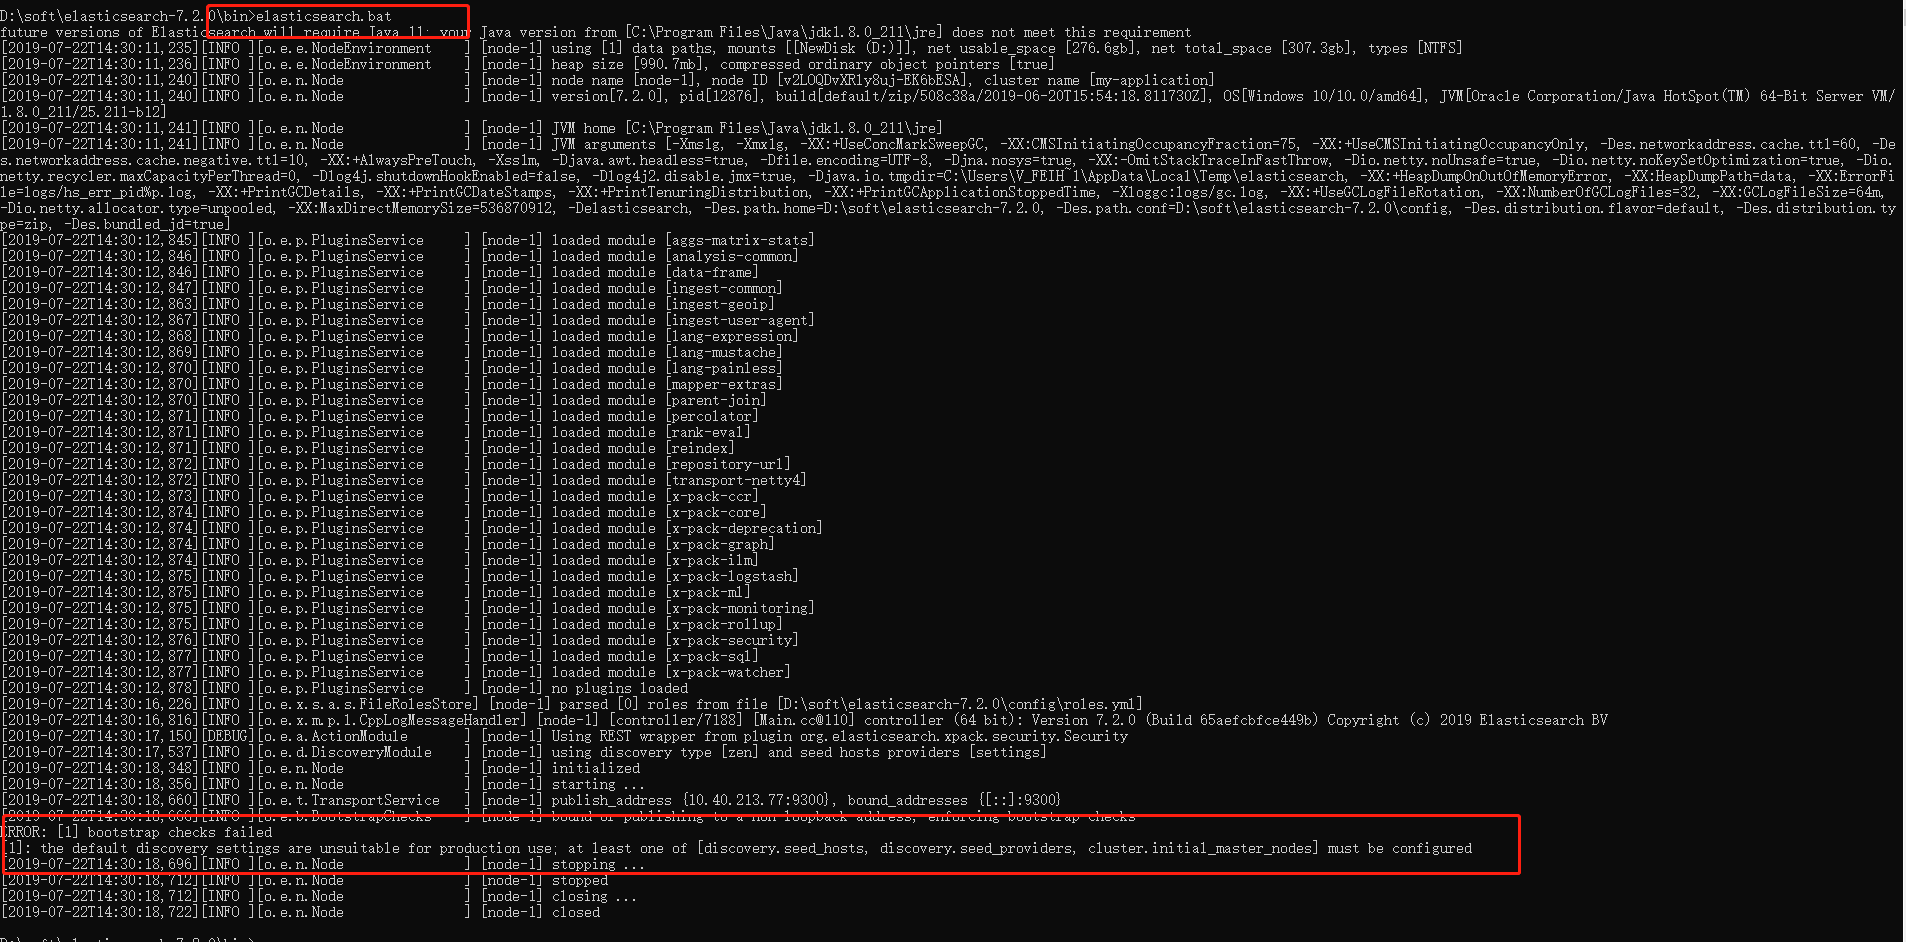 D:\soft\elasticsearch-7.2.0\bin>elasticsearch.bat
future versions of Elasticsearch will require Java 11; your Java version from [C:\Program Files\Java\jdk1.8.0_211\jre] does not meet this requirement
[2019-07-22T14:30:11,235][INFO ][o.e.e.NodeEnvironment    ] [node-1] using [1] data paths, mounts [[NewDisk (D:)]], net usable_space [276.6gb], net total_space [307.3gb], types [NTFS]
[2019-07-22T14:30:11,236][INFO ][o.e.e.NodeEnvironment    ] [node-1] heap size [990.7mb], compressed ordinary object pointers [true]
[2019-07-22T14:30:11,240][INFO ][o.e.n.Node               ] [node-1] node name [node-1], node ID [v2LOQDvXR1y8uj-EK6bESA], cluster name [my-application]
[2019-07-22T14:30:11,240][INFO ][o.e.n.Node               ] [node-1] version[7.2.0], pid[12876], build[default/zip/508c38a/2019-06-20T15:54:18.811730Z], OS[Windows 10/10.0/amd64], JVM[Oracle Corporation/Java HotSpot(TM) 64-Bit Server VM/
1.8.0_211/25.211-b12]
[2019-07-22T14:30:11,241][INFO ][o.e.n.Node               ] [node-1] JVM home [C:\Program Files\Java\jdk1.8.0_211\jre]
[2019-07-22T14:30:11,241][INFO ][o.e.n.Node               ] [node-1] JVM arguments [-Xms1g, -Xmx1g, -XX:+UseConcMarkSweepGC, -XX:CMSInitiatingOccupancyFraction=75, -XX:+UseCMSInitiatingOccupancyOnly, -Des.networkaddress.cache.ttl=60, -De
s.networkaddress.cache.negative.ttl=10, -XX:+AlwaysPreTouch, -Xss1m, -Djava.awt.headless=true, -Dfile.encoding=UTF-8, -Djna.nosys=true, -XX:-OmitStackTraceInFastThrow, -Dio.netty.noUnsafe=true, -Dio.netty.noKeySetOptimization=true, -Dio.
netty.recycler.maxCapacityPerThread=0, -Dlog4j.shutdownHookEnabled=false, -Dlog4j2.disable.jmx=true, -Djava.io.tmpdir=C:\Users\V_FEIH~1\AppData\Local\Temp\elasticsearch, -XX:+HeapDumpOnOutOfMemoryError, -XX:HeapDumpPath=data, -XX:ErrorFi
le=logs/hs_err_pid%p.log, -XX:+PrintGCDetails, -XX:+PrintGCDateStamps, -XX:+PrintTenuringDistribution, -XX:+PrintGCApplicationStoppedTime, -Xloggc:logs/gc.log, -XX:+UseGCLogFileRotation, -XX:NumberOfGCLogFiles=32, -XX:GCLogFileSize=64m,
-Dio.netty.allocator.type=unpooled, -XX:MaxDirectMemorySize=536870912, -Delasticsearch, -Des.path.home=D:\soft\elasticsearch-7.2.0, -Des.path.conf=D:\soft\elasticsearch-7.2.0\config, -Des.distribution.flavor=default, -Des.distribution.ty
pe=zip, -Des.bundled_jd=true]
[2019-07-22T14:30:12,845][INFO ][o.e.p.PluginsService     ] [node-1] loaded module [aggs-matrix-stats]
[2019-07-22T14:30:12,846][INFO ][o.e.p.PluginsService     ] [node-1] loaded module [analysis-common]
[2019-07-22T14:30:12,846][INFO ][o.e.p.PluginsService     ] [node-1] loaded module [data-frame]
[2019-07-22T14:30:12,847][INFO ][o.e.p.PluginsService     ] [node-1] loaded module [ingest-common]
[2019-07-22T14:30:12,863][INFO ][o.e.p.PluginsService     ] [node-1] loaded module [ingest-geoip]
[2019-07-22T14:30:12,867][INFO ][o.e.p.PluginsService     ] [node-1] loaded module [ingest-user-agent]
[2019-07-22T14:30:12,868][INFO ][o.e.p.PluginsService     ] [node-1] loaded module [lang-expression]
[2019-07-22T14:30:12,869][INFO ][o.e.p.PluginsService     ] [node-1] loaded module [lang-mustache]
[2019-07-22T14:30:12,870][INFO ][o.e.p.PluginsService     ] [node-1] loaded module [lang-painless]
[2019-07-22T14:30:12,870][INFO ][o.e.p.PluginsService     ] [node-1] loaded module [mapper-extras]
[2019-07-22T14:30:12,870][INFO ][o.e.p.PluginsService     ] [node-1] loaded module [parent-join]
[2019-07-22T14:30:12,871][INFO ][o.e.p.PluginsService     ] [node-1] loaded module [percolator]
[2019-07-22T14:30:12,871][INFO ][o.e.p.PluginsService     ] [node-1] loaded module [rank-eval]
[2019-07-22T14:30:12,871][INFO ][o.e.p.PluginsService     ] [node-1] loaded module [reindex]
[2019-07-22T14:30:12,872][INFO ][o.e.p.PluginsService     ] [node-1] loaded module [repository-url]
[2019-07-22T14:30:12,872][INFO ][o.e.p.PluginsService     ] [node-1] loaded module [transport-netty4]
[2019-07-22T14:30:12,873][INFO ][o.e.p.PluginsService     ] [node-1] loaded module [x-pack-ccr]
[2019-07-22T14:30:12,874][INFO ][o.e.p.PluginsService     ] [node-1] loaded module [x-pack-core]
[2019-07-22T14:30:12,874][INFO ][o.e.p.PluginsService     ] [node-1] loaded module [x-pack-deprecation]
[2019-07-22T14:30:12,874][INFO ][o.e.p.PluginsService     ] [node-1] loaded module [x-pack-graph]
[2019-07-22T14:30:12,874][INFO ][o.e.p.PluginsService     ] [node-1] loaded module [x-pack-ilm]
[2019-07-22T14:30:12,875][INFO ][o.e.p.PluginsService     ] [node-1] loaded module [x-pack-logstash]
[2019-07-22T14:30:12,875][INFO ][o.e.p.PluginsService     ] [node-1] loaded module [x-pack-ml]
[2019-07-22T14:30:12,875][INFO ][o.e.p.PluginsService     ] [node-1] loaded module [x-pack-monitoring]
[2019-07-22T14:30:12,875][INFO ][o.e.p.PluginsService     ] [node-1] loaded module [x-pack-rollup]
[2019-07-22T14:30:12,876][INFO ][o.e.p.PluginsService     ] [node-1] loaded module [x-pack-security]
[2019-07-22T14:30:12,877][INFO ][o.e.p.PluginsService     ] [node-1] loaded module [x-pack-sql]
[2019-07-22T14:30:12,877][INFO ][o.e.p.PluginsService     ] [node-1] loaded module [x-pack-watcher]
[2019-07-22T14:30:12,878][INFO ][o.e.p.PluginsService     ] [node-1] no plugins loaded
[2019-07-22T14:30:16,226][INFO ][o.e.x.s.a.s.FileRolesStore] [node-1] parsed [0] roles from file [D:\soft\elasticsearch-7.2.0\config\roles.yml]
[2019-07-22T14:30:16,816][INFO ][o.e.x.m.p.l.CppLogMessageHandler] [node-1] [controller/7188] [Main.cc@110] controller (64 bit): Version 7.2.0 (Build 65aefcbfce449b) Copyright (c) 2019 Elasticsearch BV
[2019-07-22T14:30:17,150][DEBUG][o.e.a.ActionModule       ] [node-1] Using REST wrapper from plugin org.elasticsearch.xpack.security.Security
[2019-07-22T14:30:17,537][INFO ][o.e.d.DiscoveryModule    ] [node-1] using discovery type [zen] and seed hosts providers [settings]
[2019-07-22T14:30:18,348][INFO ][o.e.n.Node               ] [node-1] initialized
[2019-07-22T14:30:18,356][INFO ][o.e.n.Node               ] [node-1] starting ...
[2019-07-22T14:30:18,660][INFO ][o.e.t.TransportService   ] [node-1] publish_address {10.40.213.77:9300}, bound_addresses {[::]:9300}
[2019-07-22T14:30:18,666][INFO ][o.e.b.BootstrapChecks    ] [node-1] bound or publishing to a non-loopback address, enforcing bootstrap checks
ERROR: [1] bootstrap checks failed
[1]: the default discovery settings are unsuitable for production use; at least one of [discovery.seed_hosts, discovery.seed_providers, cluster.initial_master_nodes] must be configured
[2019-07-22T14:30:18,696][INFO ][o.e.n.Node               ] [node-1] stopping ...
[2019-07-22T14:30:18,712][INFO ][o.e.n.Node               ] [node-1] stopped
[2019-07-22T14:30:18,712][INFO ][o.e.n.Node               ] [node-1] closing ...
[2019-07-22T14:30:18,722][INFO ][o.e.n.Node               ] [node-1] closed
D:\soft\elasticsearch-7.2.0\bin>